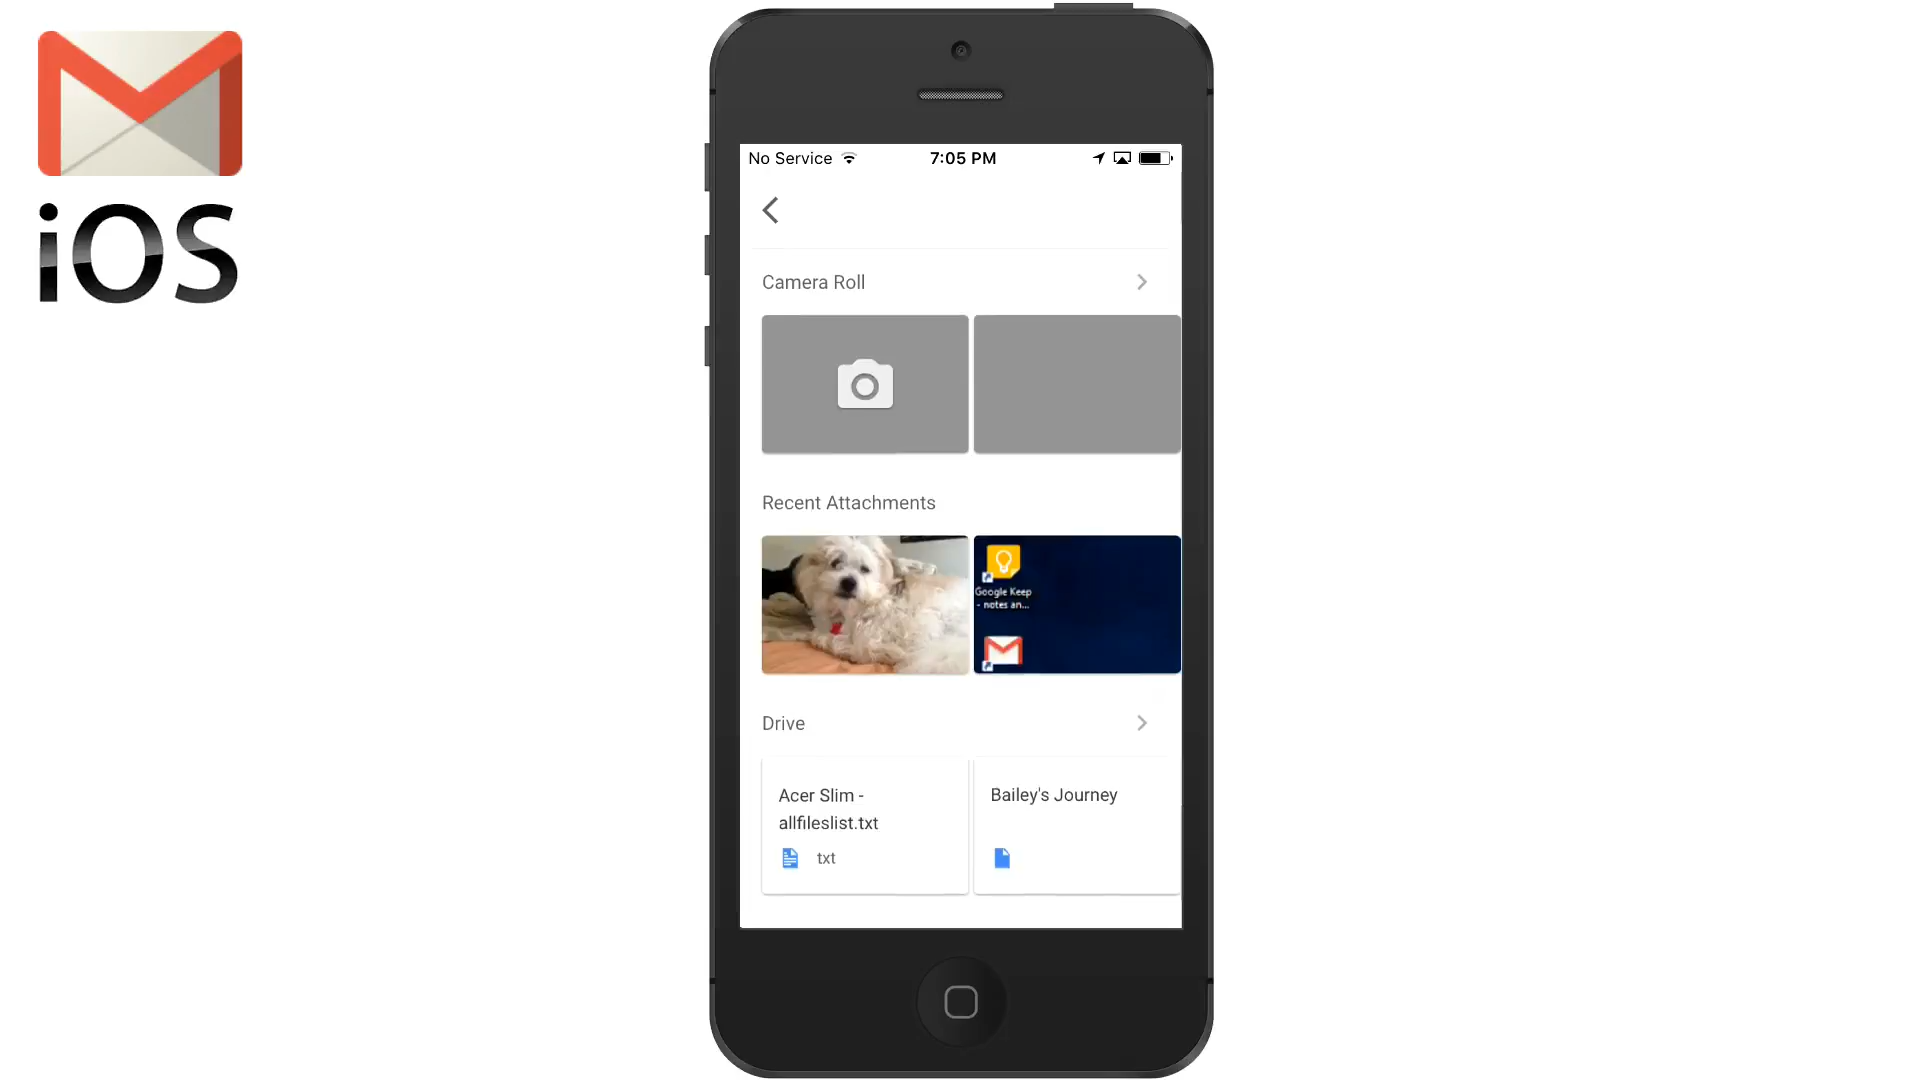 iOS
No Service
7:05 PM
Camera Roll
Recent Attachments
Google Keep
- notes an...
Drive
Acer Slim -
allfileslist.txt
txt
Bailey's Journey